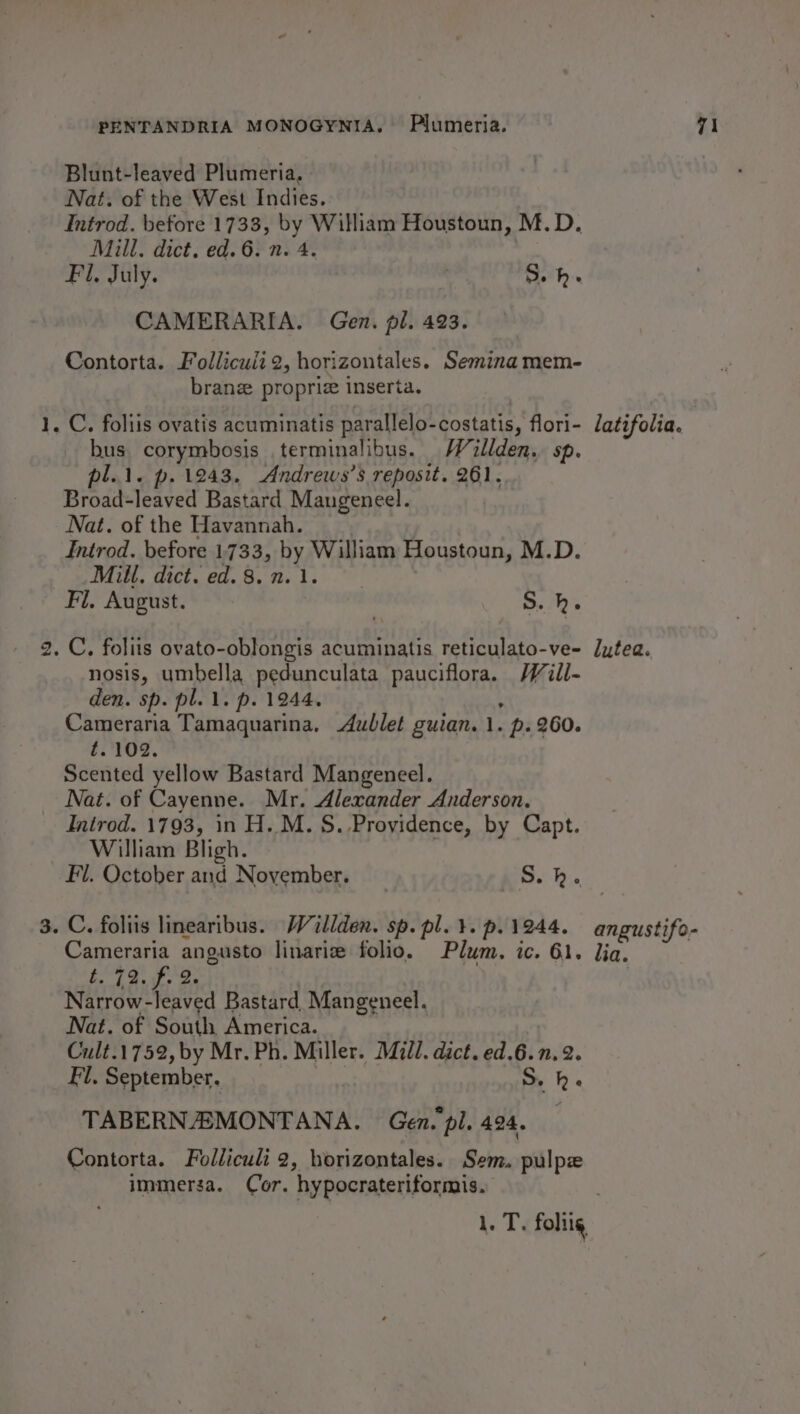 PENTANDRIA MONOGYNIA. Plumeria. 71
Blunt-leaved Plumeria.
Nat. of the West Indies.
Introd. before 1733, by William Houstoun, M. D.
Mill. dict. ed. 6. n. 4.
Fl. July. S. ♄.
CAMERARIA. Gen. pl. 423.
Contorta. Folliculi 2, horizontales. Semina mem-
branæ propriæ inserta.
1. C. foliis ovatis acuminatis parallelo-costatis, flori- latifolia.
bus corymbosis terminalibus. Willden. sp.
pl. 1. p. 1243. Andrews's reposit. 261.
Broad-leaved Bastard Mangeneel.
Nat. of the Havannah.
Introd. before 1733, by William Houstoun, M.D.
Mill. dict. ed. 8. n. 1.
Fl. August. S. ♄.
2. C. foliis ovato-oblongis acuminatis reticulato-ve- lutea.
nosis, umbella pedunculata pauciflora. Will-
den. sp. pl. 1. p. 1244.
Cameraria Tamaquarina. Aublet guian. 1. p. 260.
t. 102.
Scented yellow Bastard Mangeneel.
Nat. of Cayenne. Mr. Alexander Anderson.
Introd. 1793, in H. M. S. Providence, by Capt.
William Bligh.
Fl. October and November. S. ♄.
3. C. foliis linearibus. Willden. sp. pl. 1. p. 1244. angustifo-
Cameraria angusto linariæ folio. Plum. ic. 61. lia.
t. 72. f. 2.
Narrow-leaved Bastard Mangeneel.
Nat. of South America.
Cult. 1752, by Mr. Ph. Miller. Mill. dict. ed. 6. n. 2.
Fl. September. S. ♄.
TABERNÆMONTANA. Gen. pl. 424.
Contorta. Folliculi 2, horizontales. Sem. pulpæ
immersa. Cor. hypocrateriformis.
1. T. foliis